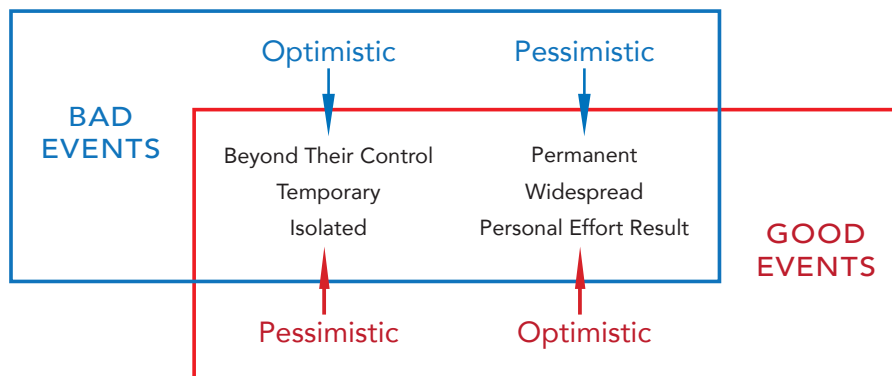 Optimistic
Pessimistic
BAD
EVENTS
Beyond Their Control
Temporary
Isolated
Permanent
Widespread
Personal Effort Result
GOOD
EVENTS
Pessimistic
Optimistic